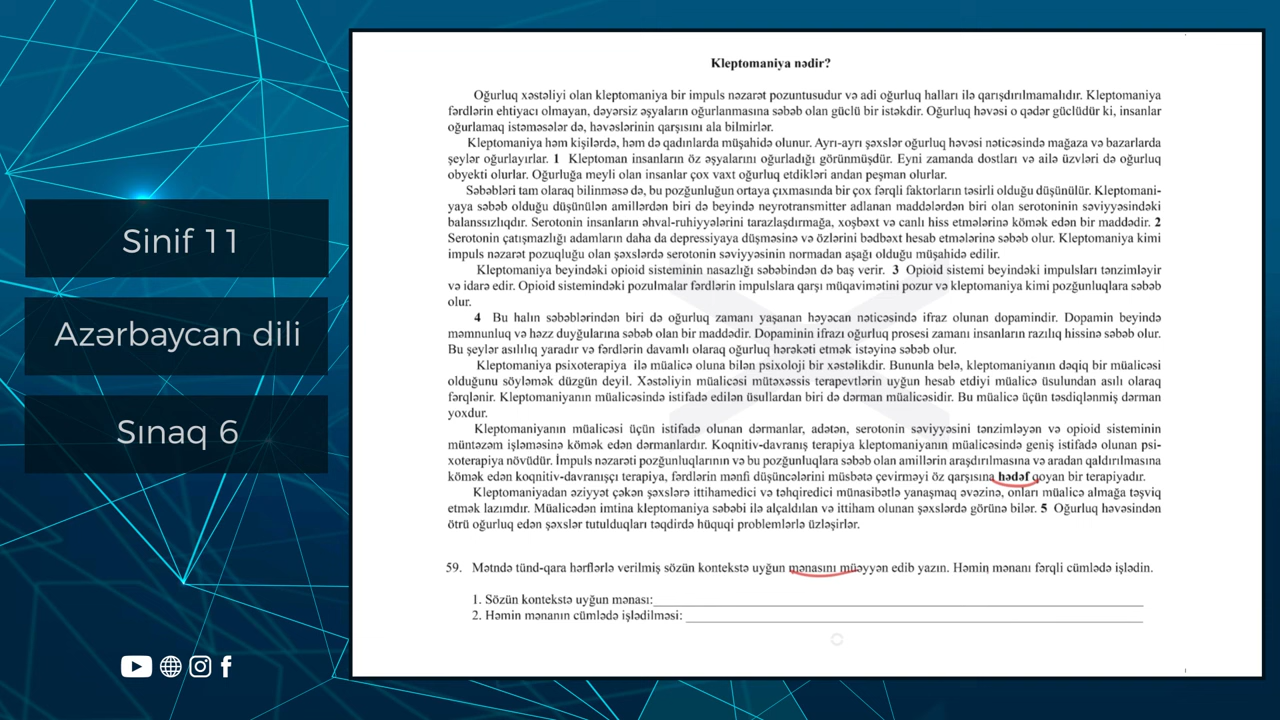 Sinif 11
Azərbaycan dili
Sınaq 6
Kleptomaniya nədir?
Oğurluq xəstəliyi olan kleptomaniya bir impuls nəzarət pozuntusudur və adi oğurluq halları ilə qarışdırılmamalıdır. Kleptomaniya
fərdlərin ehtiyacı olmayan, dəyərsiz əşyaların oğurlanmasına səbəb olan güclü bir istəkdir. Oğurluq həvəsi o qədər güclüdür ki, insanlar
oğurlamaq istəməsələr də, həvəslərinin qarşısını ala bilmirlər.
Kleptomaniya həm kişilərdə, həm də qadınlarda müşahidə olunur. Ayrı-ayrı şəxslər oğurluq həvəsi nəticəsində mağaza və bazarlarda
şeylər oğurlayırlar. 1 Kleptoman insanların öz əşyalarını oğurladığı görünmüşdür. Eyni zamanda dostları və ailə üzvləri də oğurluq
obyekti olurlar. Oğurluğa meyli olan insanlar çox vaxt oğurluq etdikləri andan peşman olurlar.
Səbəbləri tam olaraq bilinməsə də, bu pozğunluğun ortaya çıxmasında bir çox fərqli faktorların təsirli olduğu düşünülür. Kleptomani-
yaya səbəb olduğu düşünülən amillərdən biri də beyində neyrotransmitter adlanan maddələrdən biri olan serotoninin səviyyəsindəki
balanssızlıqdır. Serotonin insanların əhval-ruhiyyələrini tarazlaşdırmağa, xoşbəxt və canlı hiss etmələrinə kömək edən bir maddədir. 2
Serotonin çatışmazlığı adamların daha da depressiyaya düşməsinə və özlərini bədbəxt hesab etmələrinə səbəb olur. Kleptomaniya kimi
impuls nəzarət pozuqluğu olan şəxslərdə serotonin səviyyəsinin normadan aşağı olduğu müşahidə edilir.
Kleptomaniya beyindəki opioid sisteminin nasazlığı səbəbindən də baş verir. 3 Opioid sistemi beyindəki impulsları tənzimləyir
və idarə edir. Opioid sistemindəki pozulmalar fərdlərin impulslara qarşı müqavimətini pozur və kleptomaniya kimi pozğunluqlara səbəb
olur.
4 Bu halın səbəblərindən biri də oğurluq zamanı yaşanan həyəcan nəticəsində ifraz olunan dopamindir. Dopamin beyində
məmnunluq və həzz duyğularına səbəb olan bir maddədir. Dopaminin ifrazı oğurluq prosesi zamanı insanların razılıq hissinə səbəb olur.
Bu şeylər asılılıq yaradır və fərdlərin davamlı olaraq oğurluq hərəkəti etmək istəyinə səbəb olur.
Kleptomaniya psixoterapiya ilə müalicə oluna bilən psixoloji bir xəstəlikdir. Bununla belə, kleptomaniyanın dəqiq bir müalicəsi
olduğunu söyləmək düzgün deyil. Xəstəliyin müalicəsi mütəxəssis terapevtlərin uyğun hesab etdiyi müalicə üsulundan asılı olaraq
fərqlənir. Kleptomaniyanın müalicəsində istifadə edilən üsullardan biri də dərman müalicəsidir. Bu müalicə üçün təsdiqlənmiş dərman
yoxdur.
Kleptomaniyanın müalicəsi üçün istifadə olunan dərmanlar, adətən, serotonin səviyyəsini tənzimləyən və opioid sisteminin
müntəzəm işləməsinə kömək edən dərmanlardır. Koqnitiv-davranış terapiya kleptomaniyanın müalicəsində geniş istifadə olunan psi-
xoterapiya növüdür. İmpuls nəzarəti pozğunluqlarının və bu pozğunluqlara səbəb olan amillərin araşdırılmasına və aradan qaldırılmasına
kömək edən koqnitiv-davranışçı terapiya, fərdlərin mənfi düşüncələrini müsbətə çevirməyi öz qarşısına hədəf qoyan bir terapiyadır.
Kleptomaniyadan əziyyət çəkən şəxslərə ittihamedici və təhqiredici münasibətlə yanaşmaq əvəzinə, onları müalicə almağa təşviq
etmək lazımdır. Müalicədən imtina kleptomaniya səbəbi ilə alçaldılan və ittiham olunan şəxslərdə görünə bilər. 5 Oğurluq həvəsindən
ötrü oğurluq edən şəxslər tutulduqları təqdirdə hüquqi problemlərlə üzləşirlər.
59. Mətndə tünd-qara hərflərlə verilmiş sözün kontekstə uyğun mənasını müəyyən edib yazın. Həmin mənanı fərqli cümlədə işlədin.
1. Sözün kontekstə uyğun mənası:
2. Həmin mənanın cümlədə işlədilməsi: